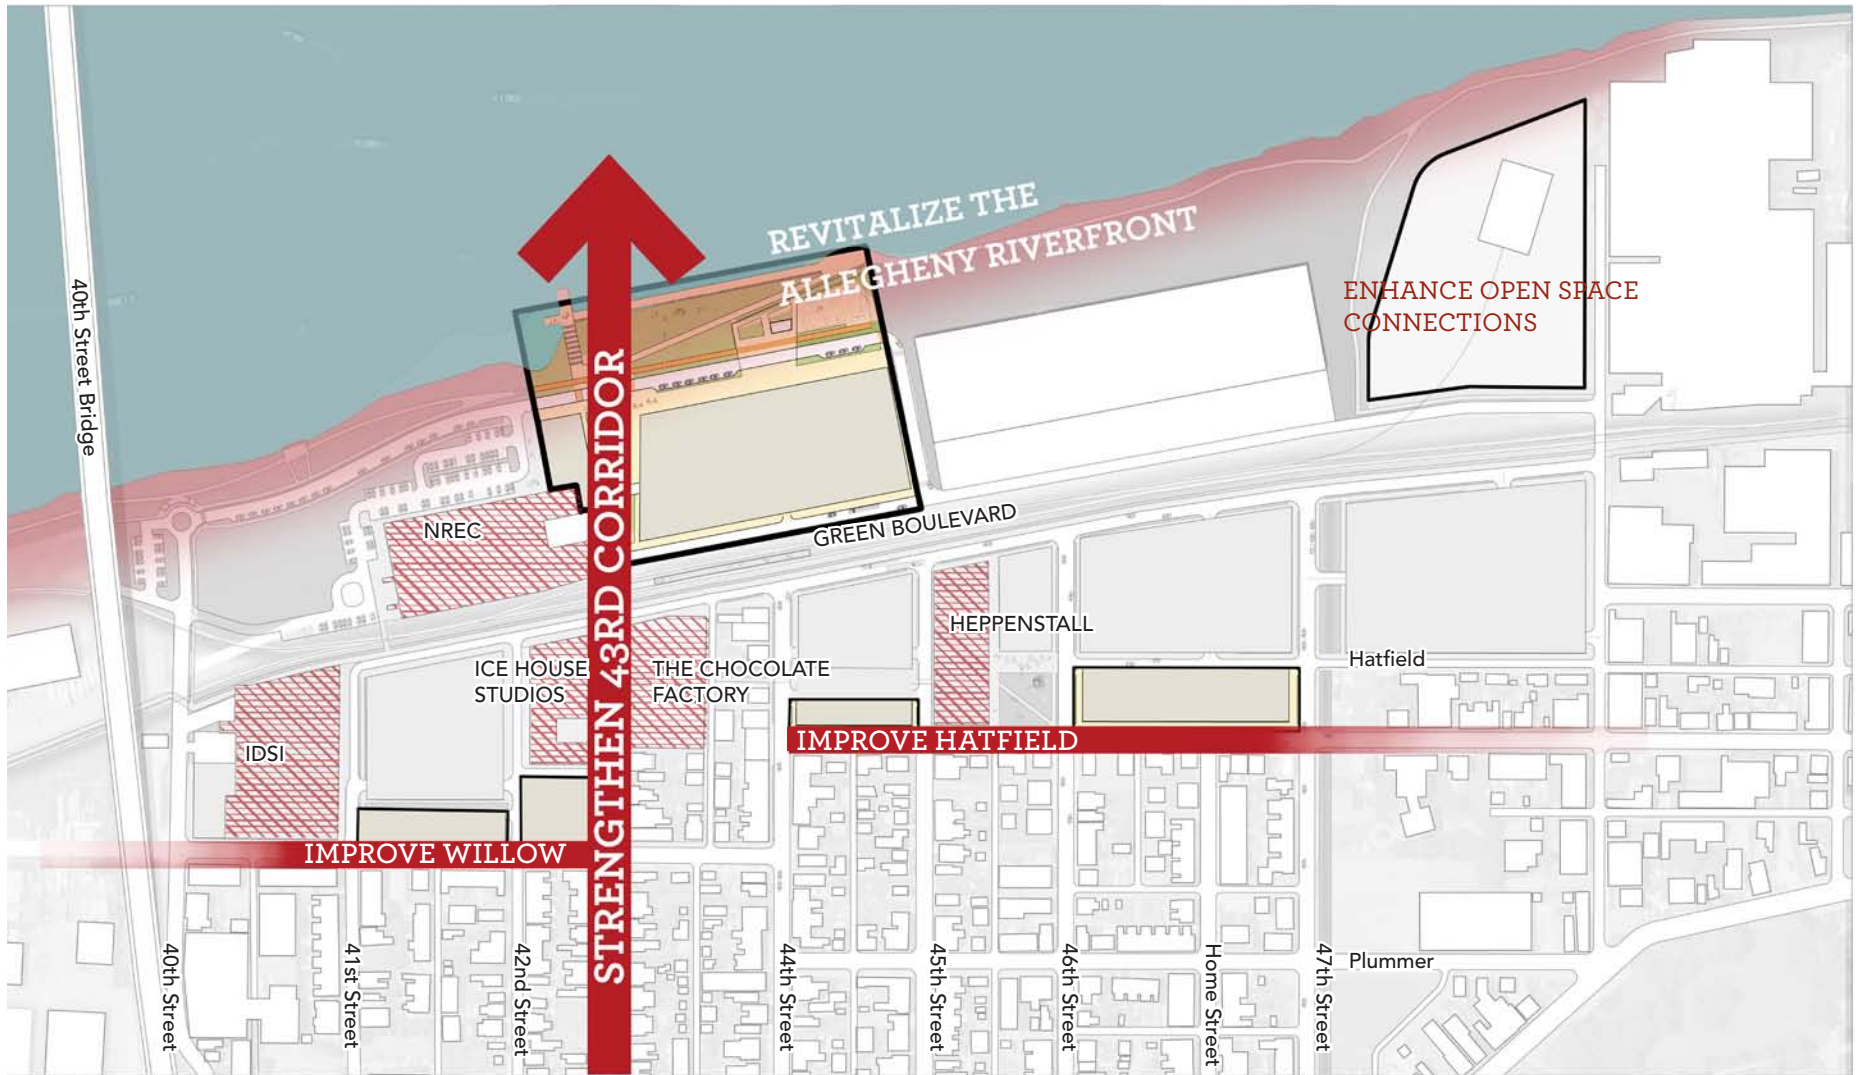 REVITALIZE THE
ALLEGHENY RIVERFRONT
ENHANCE OPEN SPACE
CONNECTIONS
40th Street Bridge
STRENGTHEN 43RD CORRIDOR
NREC
GREEN BOULEVARD
HEPPENSTALL
ICE HOUSE
STUDIOS
THE CHOCOLATE
FACTORY
Hatfield
IDSI
IMPROVE HATFIELD
IMPROVE WILLOW
40th Street
41st Street
42nd Street
44th Street
45th Street
46th Street
Home Street
47th Street
Plummer